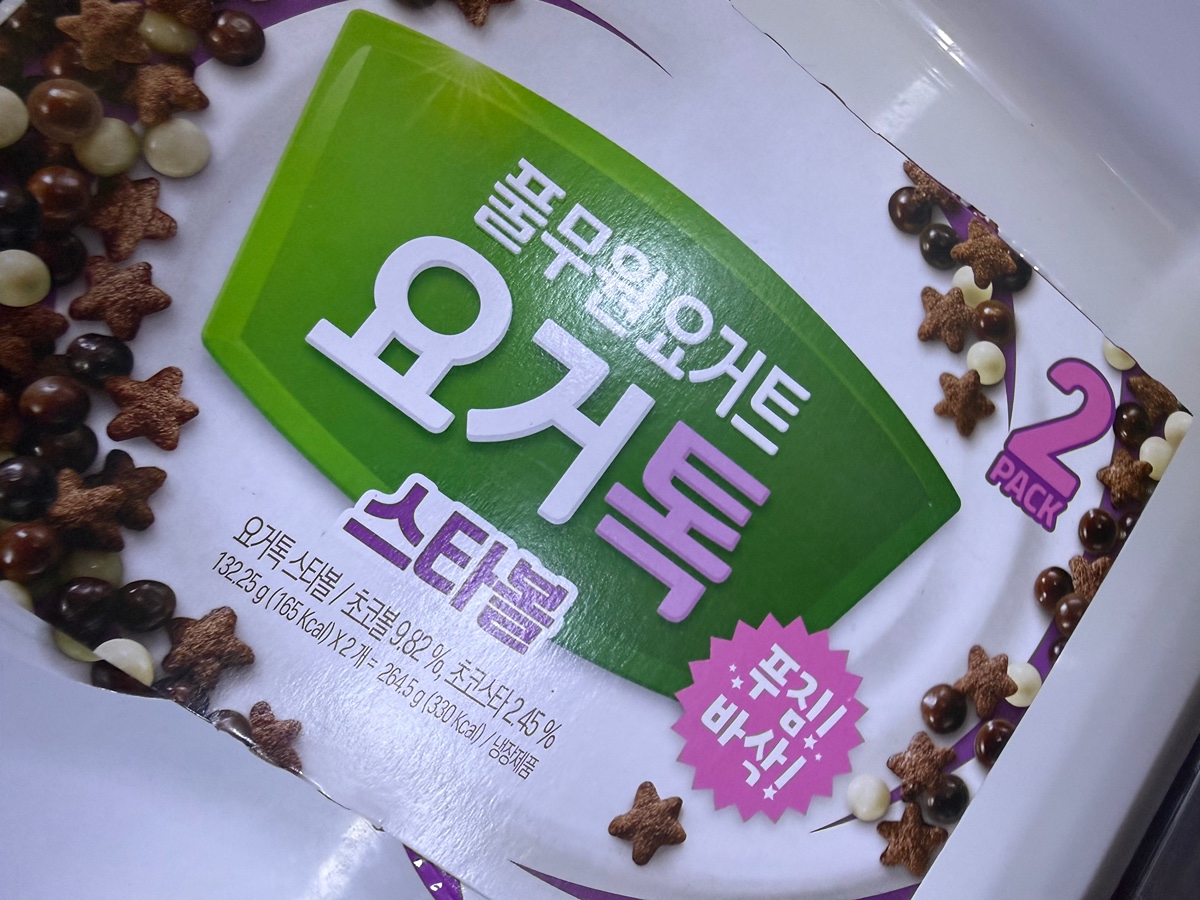 풀무원요거트
요거톡
스타볼
요거톡 스타볼 / 초코볼 9.82 %, 초코스타 2.45 %
132.25 g (165 Kcal) X 2 개 = 264.5 g (330 Kcal) / 냉장제품
푸짐!
바삭!
2
PACK